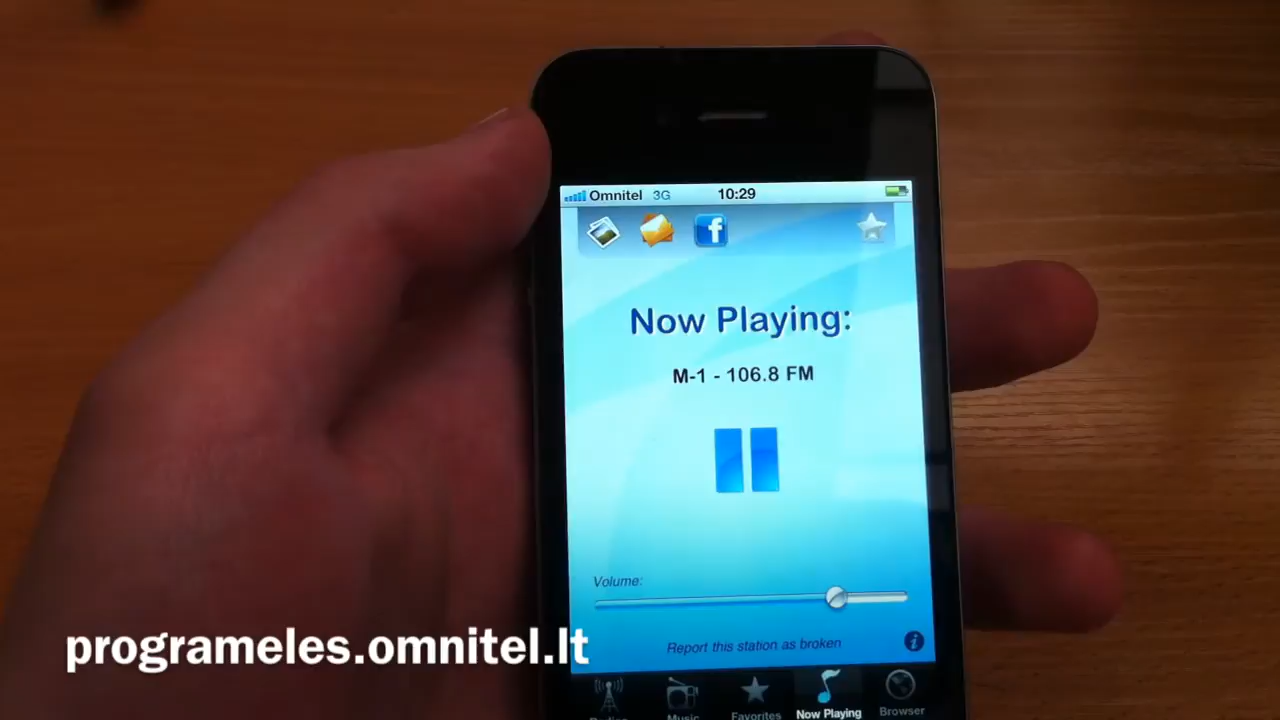 Omnitel 3G 10:29
f
Now Playing:
M-1 - 106.8 FM
Volume:
Report this station as broken
i
programeles.omnitel.lt
Music Favorites Now Playing Browser